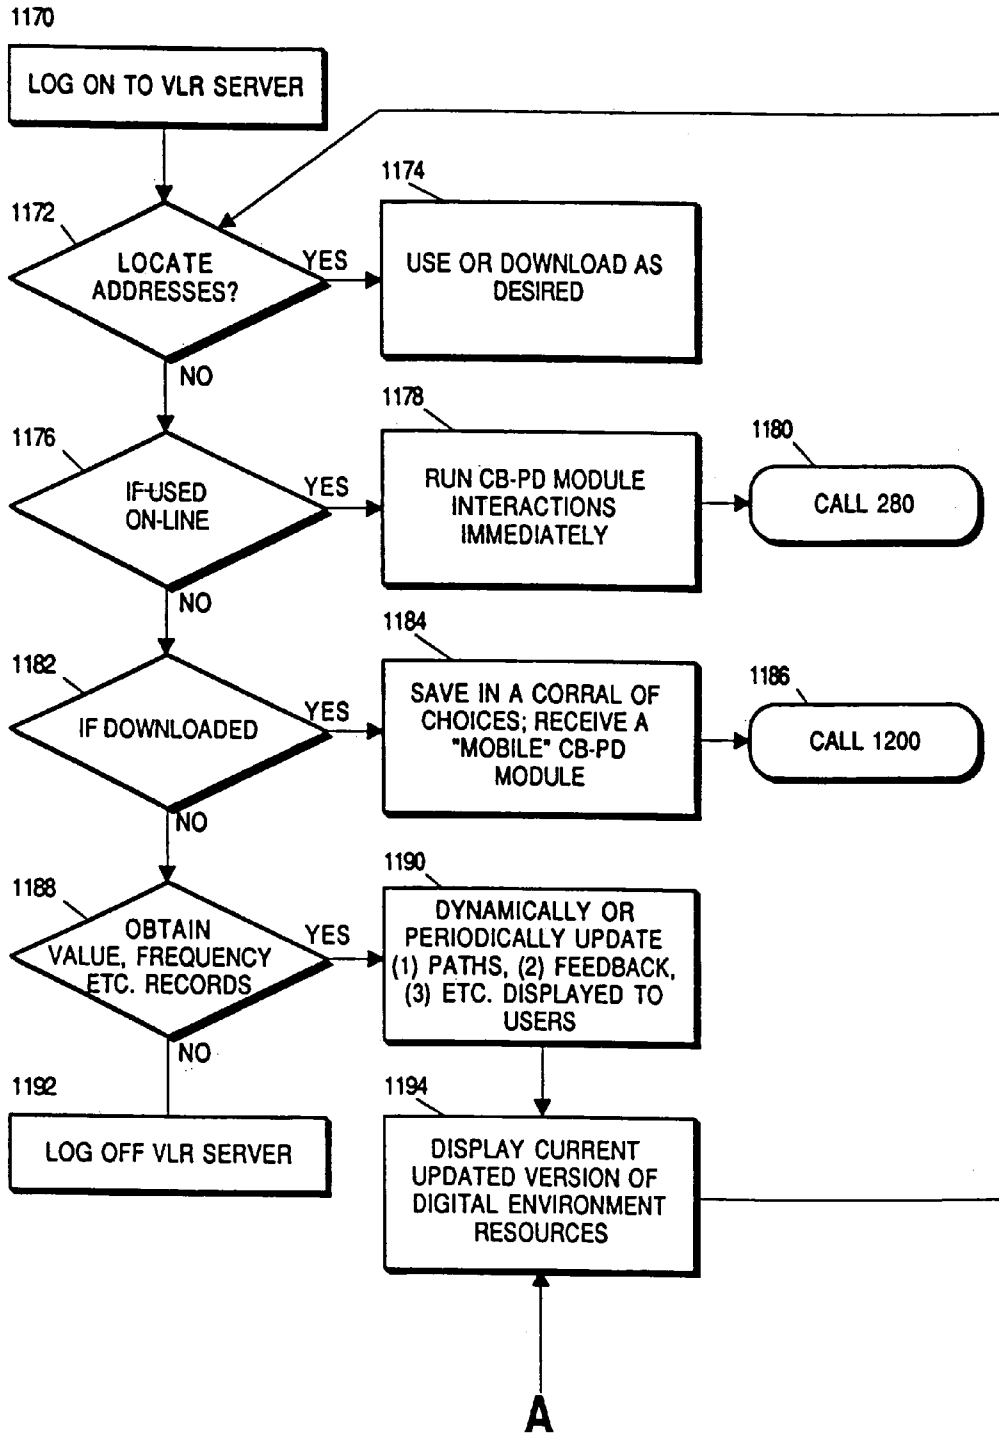 1170
LOG ON TO VLR SERVER
1172
LOCATE
ADDRESSES?
YES
NO
1174
USE OR DOWNLOAD AS
DESIRED
1176
IF USED
ON-LINE
YES
NO
1178
RUN CB-PD MODULE
INTERACTIONS
IMMEDIATELY
1180
CALL 280
1182
IF DOWNLOADED
YES
NO
1184
SAVE IN A CORRAL OF
CHOICES; RECEIVE A
"MOBILE" CB-PD
MODULE
1186
CALL 1200
1188
OBTAIN
VALUE, FREQUENCY
ETC. RECORDS
YES
NO
1190
DYNAMICALLY OR
PERIODICALLY UPDATE
(1) PATHS, (2) FEEDBACK,
(3) ETC. DISPLAYED TO
USERS
1192
LOG OFF VLR SERVER
1194
DISPLAY CURRENT
UPDATED VERSION OF
DIGITAL ENVIRONMENT
RESOURCES
A